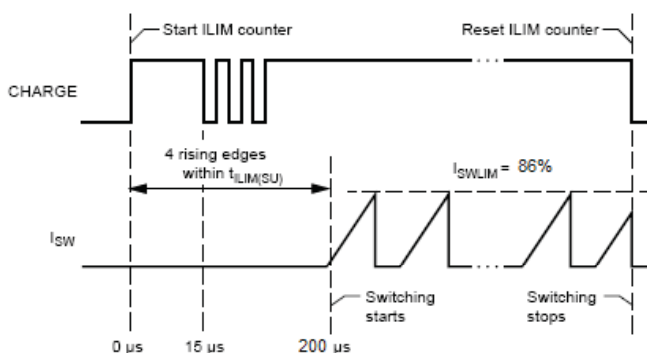 Start ILIM counter
Reset ILIM counter
CHARGE
4 rising edges
within tILIM(SU)
ISWLIM = 86%
ISW
Switching
starts
Switching
stops
0 µs
15 µs
200 µs